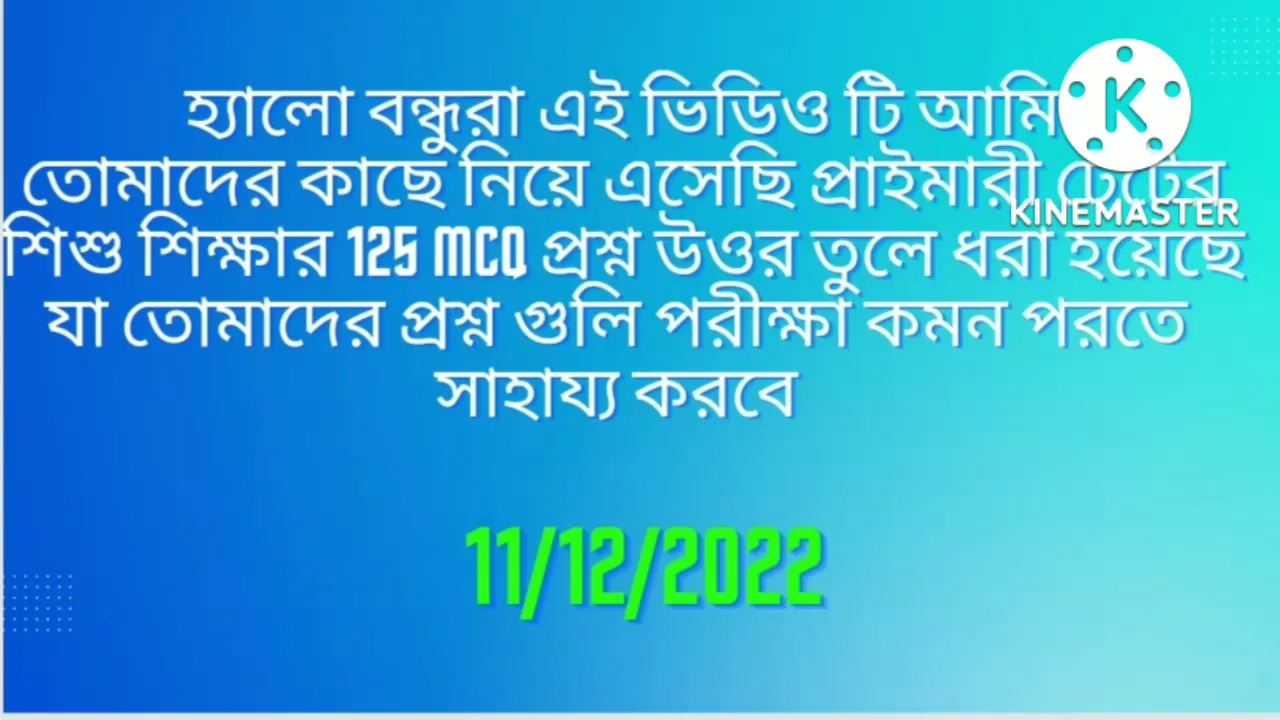 হ্যালো বন্ধুরা এই ভিডিও টি আমি
তোমাদের কাছে নিয়ে এসেছি প্রাইমারী টেটের
শিশু শিক্ষার 125 MCQ প্রশ্ন উওর তুলে ধরা হয়েছে
যা তোমাদের প্রশ্ন গুলি পরীক্ষা কমন পরতে
সাহায্য করবে
11/12/2022
K
KINEMASTER